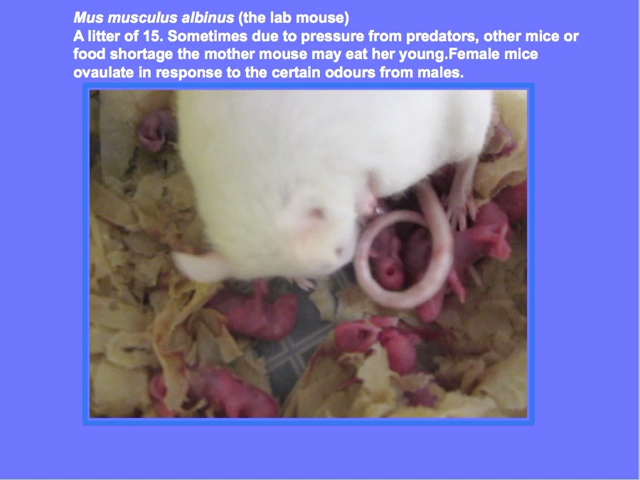 Mus musculus albinus (the lab mouse)
A litter of 15. Sometimes due to pressure from predators, other mice or
food shortage the mother mouse may eat her young.Female mice
ovaulate in response to the certain odours from males.